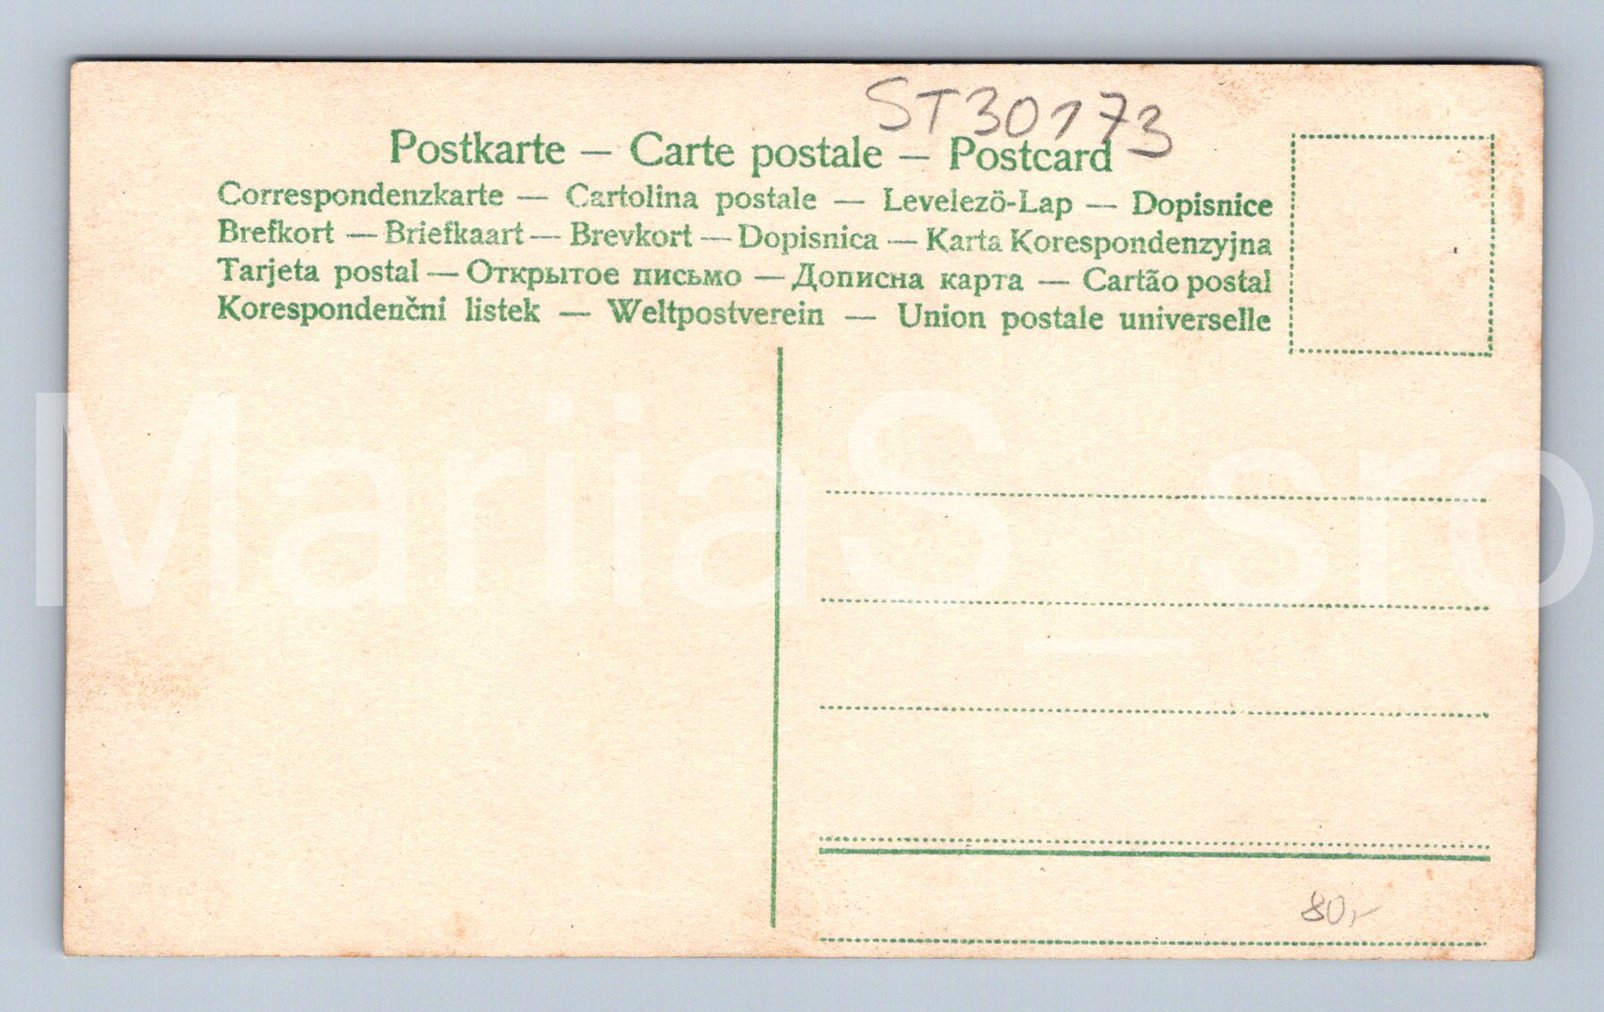 ST30173
Postkarte — Carte postale — Postcard
Correspondenzkarte — Cartolina postale — Levelezö-Lap — Dopisnice
Brefkort — Briefkaart — Brevkort — Dopisnica — Karta Korespondenzyjna
Tarjeta postal — Открытое письмо — Дописна карта — Cartão postal
Korespondenčni listek — Weltpostverein — Union postale universelle
MariiaS_sro
80,-